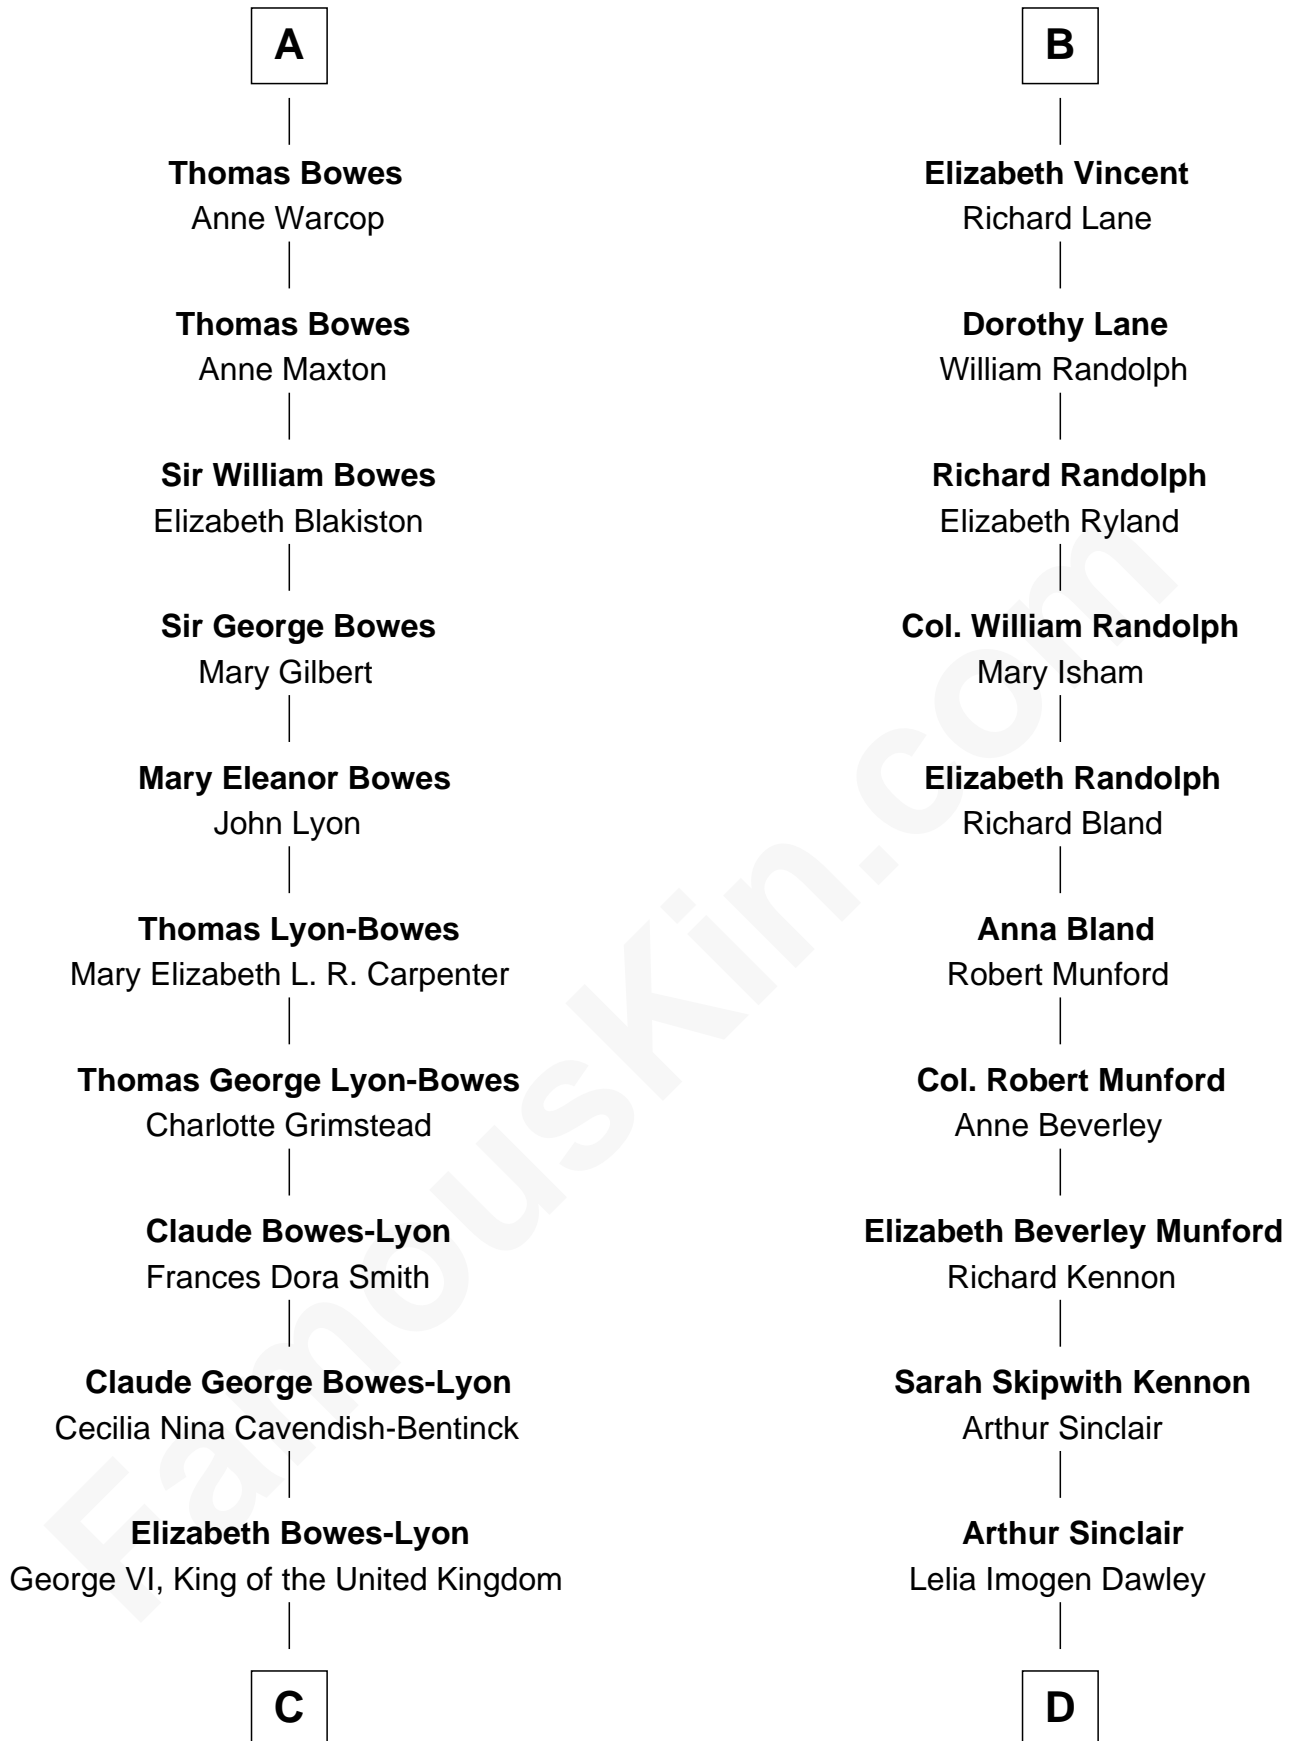 A
Thomas Bowes
Anne Warcop
Thomas Bowes
Anne Maxton
Sir William Bowes
Elizabeth Blakiston
Sir George Bowes
Mary Gilbert
Mary Eleanor Bowes
John Lyon
Thomas Lyon-Bowes
Mary Elizabeth L. R. Carpenter
Thomas George Lyon-Bowes
Charlotte Grimstead
Claude Bowes-Lyon
Frances Dora Smith
Claude George Bowes-Lyon
Cecilia Nina Cavendish-Bentinck
Elizabeth Bowes-Lyon
George VI, King of the United Kingdom
C
B
Elizabeth Vincent
Richard Lane
Dorothy Lane
William Randolph
Richard Randolph
Elizabeth Ryland
Col. William Randolph
Mary Isham
Elizabeth Randolph
Richard Bland
Anna Bland
Robert Munford
Col. Robert Munford
Anne Beverley
Elizabeth Beverley Munford
Richard Kennon
Sarah Skipwith Kennon
Arthur Sinclair
Arthur Sinclair
Lelia Imogen Dawley
D
FamousKin.com